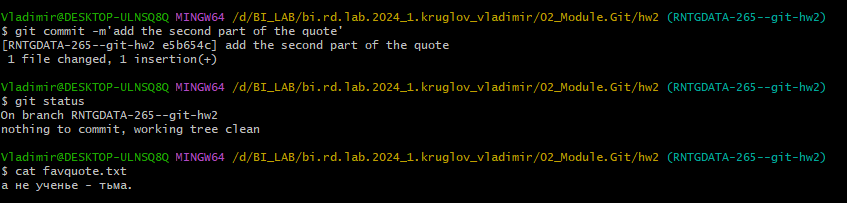 Vladimir@DESKTOP-ULNSQ8Q MINGW64 /d/BI_LAB/bi.rd.lab.2024_1.kruglov_vladimir/02_Module.Git/hw2 (RNTGDATA-265--git-hw2)
$ git commit -m'add the second part of the quote'
[RNTGDATA-265--git-hw2 e5b654c] add the second part of the quote
1 file changed, 1 insertion(+)
Vladimir@DESKTOP-ULNSQ8Q MINGW64 /d/BI_LAB/bi.rd.lab.2024_1.kruglov_vladimir/02_Module.Git/hw2 (RNTGDATA-265--git-hw2)
$ git status
On branch RNTGDATA-265--git-hw2
nothing to commit, working tree clean
Vladimir@DESKTOP-ULNSQ8Q MINGW64 /d/BI_LAB/bi.rd.lab.2024_1.kruglov_vladimir/02_Module.Git/hw2 (RNTGDATA-265--git-hw2)
$ cat favquote.txt
а не ученье - тьма.